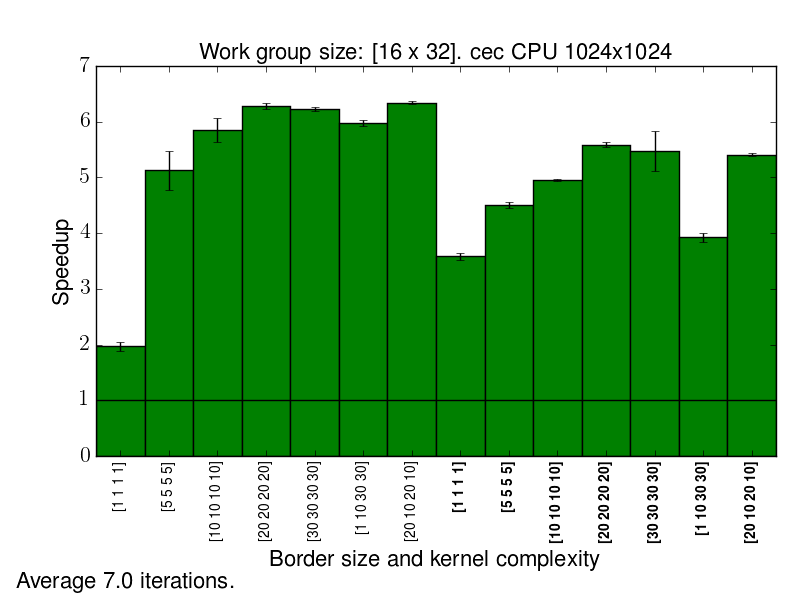 Work group size: [16 x 32]. cec CPU 1024x1024
7
6
5
4
3
2
1
0
Speedup
[1 1 1 1]
[5 5 5 5]
[10 10 10 10]
[20 20 20 20]
[30 30 30 30]
[1 10 30 30]
[20 10 20 10]
[1 1 1 1]
[5 5 5 5]
[10 10 10 10]
[20 20 20 20]
[30 30 30 30]
[1 10 30 30]
[20 10 20 10]
Border size and kernel complexity
Average 7.0 iterations.